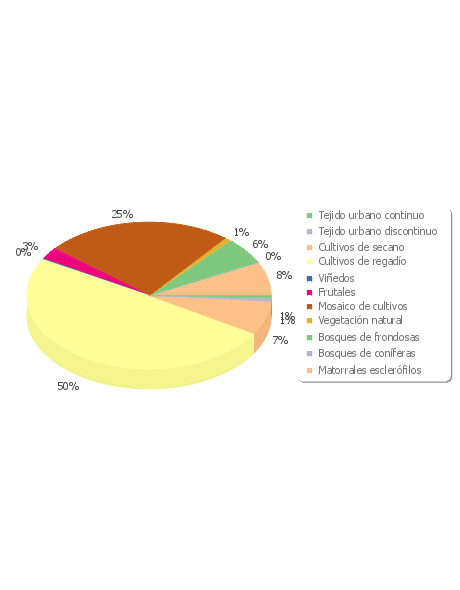 25%
1%
6%
0%
8%
3%
0%
1%
1%
7%
50%
Tejido urbano continuo
Tejido urbano discontinuo
Cultivos de secano
Cultivos de regadío
Viñedos
Frutales
Mosaico de cultivos
Vegetación natural
Bosques de frondosas
Bosques de coníferas
Matorrales esclerófilos